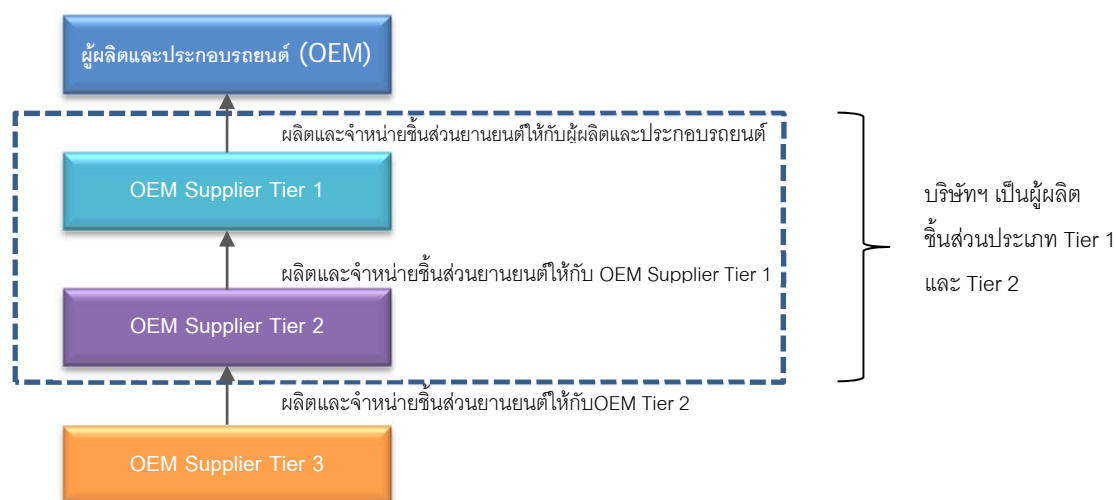 ผู้ผลิตและประกอบรถยนต์ (OEM)
ผลิตและจำหน่ายชิ้นส่วนยานยนต์ให้กับผู้ผลิตและประกอบรถยนต์
OEM Supplier Tier 1
ผลิตและจำหน่ายชิ้นส่วนยานยนต์ให้กับ OEM Supplier Tier 1
OEM Supplier Tier 2
ผลิตและจำหน่ายชิ้นส่วนยานยนต์ให้กับOEM Tier 2
OEM Supplier Tier 3
บริษัทฯ เป็นผู้ผลิต
ชิ้นส่วนประเภท Tier 1
และ Tier 2